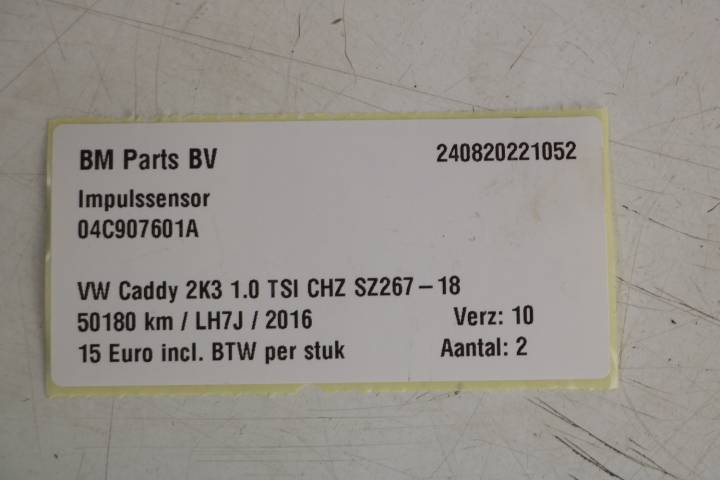 BM Parts BV 240820221052
Impulssensor
04C907601A
VW Caddy 2K3 1.0 TSI CHZ SZ267-18
50180 km / LH7J / 2016 Verz: 10
15 Euro incl. BTW per stuk Aantal: 2